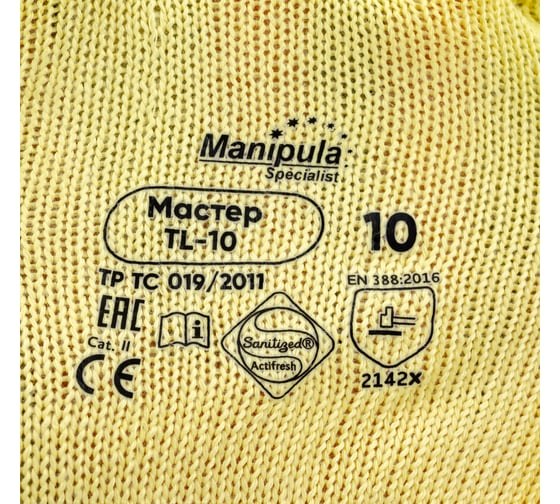 Manipula
Specialist
Мастер
TL-10
10
ТР ТС 019/2011
EN 388:2016
EAC
Cat. II
i
Sanitized®
Actifresh
CE
2142X